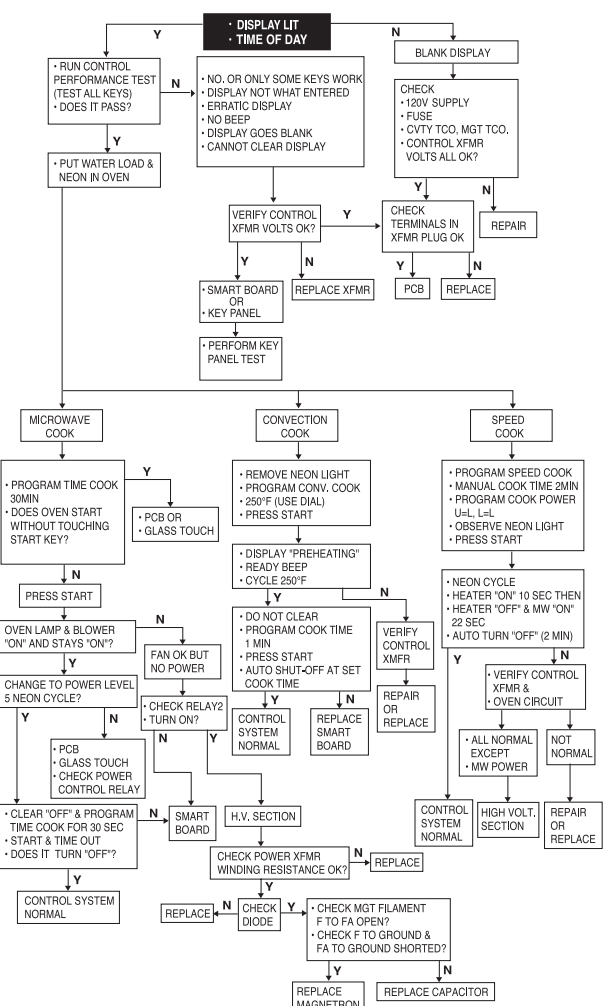 • DISPLAY LIT
• TIME OF DAY
Y
N
• RUN CONTROL
PERFORMANCE TEST
(TEST ALL KEYS)
• DOES IT PASS?
N
• NO. OR ONLY SOME KEYS WORK
• DISPLAY NOT WHAT ENTERED
• ERRATIC DISPLAY
• NO BEEP
• DISPLAY GOES BLANK
• CANNOT CLEAR DISPLAY
BLANK DISPLAY
CHECK
• 120V SUPPLY
• FUSE
• CVTY TCO, MGT TCO.
• CONTROL XFMR
VOLTS ALL OK?
Y
• PUT WATER LOAD &
NEON IN OVEN
Y
N
VERIFY CONTROL
XFMR VOLTS OK?
Y
CHECK
TERMINALS IN
XFMR PLUG OK
REPAIR
Y
N
Y
N
• SMART BOARD
OR
• KEY PANEL
REPLACE XFMR
PCB
REPLACE
• PERFORM KEY
PANEL TEST
MICROWAVE
COOK
CONVECTION
COOK
SPEED
COOK
• PROGRAM TIME COOK
30MIN
• DOES OVEN START
WITHOUT TOUCHING
START KEY?
Y
• PCB OR
• GLASS TOUCH
N
PRESS START
OVEN LAMP & BLOWER
"ON" AND STAYS "ON"?
N
FAN OK BUT
NO POWER
Y
CHANGE TO POWER LEVEL
5 NEON CYCLE?
• CHECK RELAY2
• TURN ON?
Y
N
N
Y
• PCB
• GLASS TOUCH
• CHECK POWER
CONTROL RELAY
• CLEAR "OFF" & PROGRAM
TIME COOK FOR 30 SEC
• START & TIME OUT
• DOES IT TURN "OFF"?
N
SMART
BOARD
Y
CONTROL SYSTEM
NORMAL
H.V. SECTION
CHECK POWER XFMR
WINDING RESISTANCE OK?
N
REPLACE
Y
REPLACE
N
CHECK
DIODE
Y
• CHECK MGT FILAMENT
F TO FA OPEN?
• CHECK F TO GROUND &
FA TO GROUND SHORTED?
Y
N
REPLACE
MAGNETRON
REPLACE CAPACITOR
• REMOVE NEON LIGHT
• PROGRAM CONV. COOK
• 250°F (USE DIAL)
• PRESS START
• DISPLAY "PREHEATING"
• READY BEEP
• CYCLE 250°F
Y
N
• DO NOT CLEAR
• PROGRAM COOK TIME
1 MIN
• PRESS START
• AUTO SHUT-OFF AT SET
COOK TIME
VERIFY
CONTROL
XMFR
Y
N
CONTROL
SYSTEM
NORMAL
REPLACE
SMART
BOARD
REPAIR
OR
REPLACE
• PROGRAM SPEED COOK
• MANUAL COOK TIME 2MIN
• PROGRAM COOK POWER
U=L, L=L
• OBSERVE NEON LIGHT
• PRESS START
• NEON CYCLE
• HEATER "ON" 10 SEC THEN
• HEATER "OFF" & MW "ON"
22 SEC
• AUTO TURN "OFF" (2 MIN)
Y
N
• VERIFY CONTROL
XFMR &
• OVEN CIRCUIT
• ALL NORMAL
EXCEPT
• MW POWER
NOT
NORMAL
CONTROL
SYSTEM
NORMAL
HIGH VOLT.
SECTION
REPAIR
OR
REPLACE